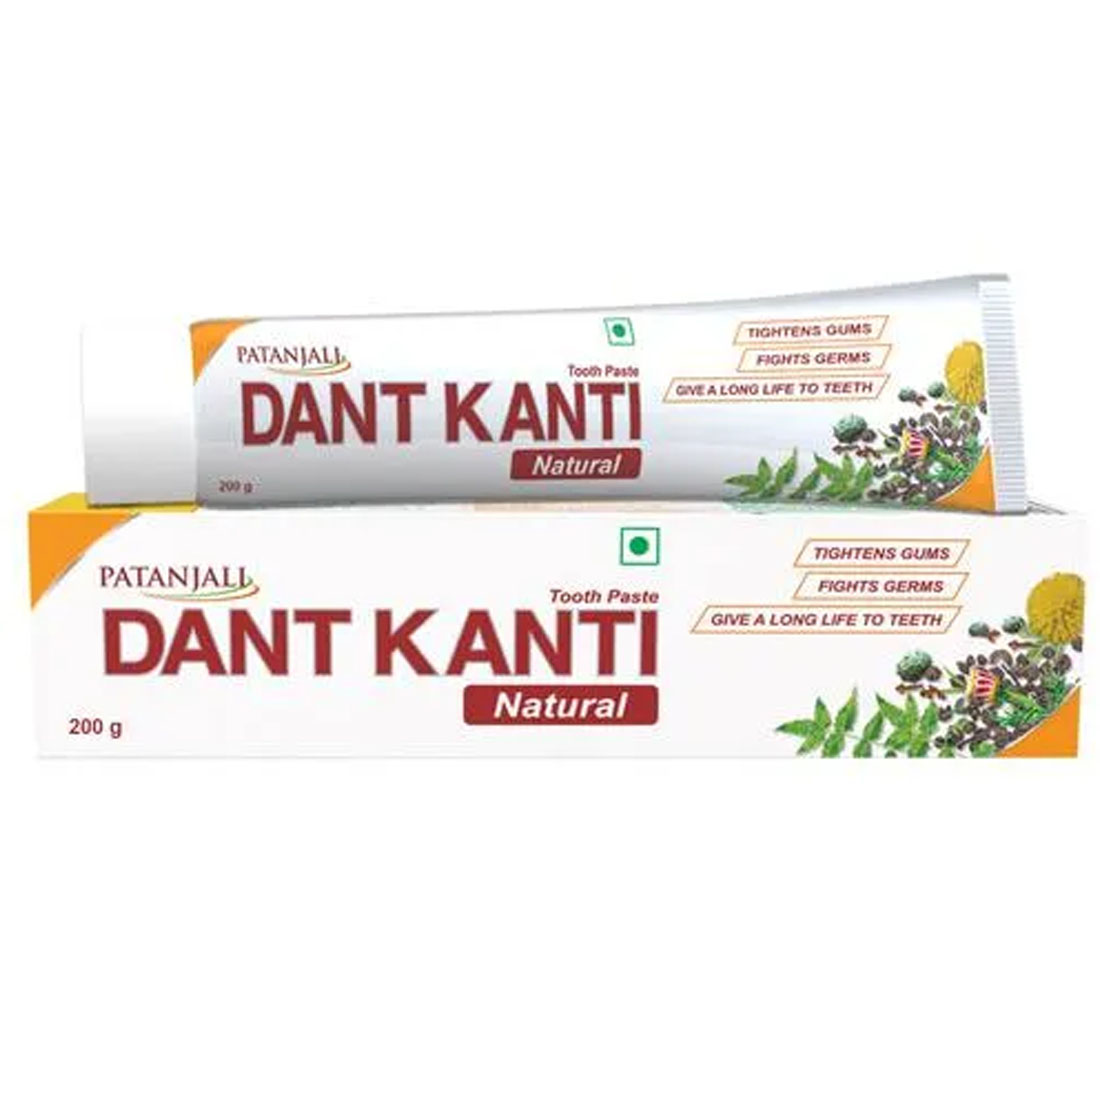 PATANJALI
Tooth Paste
DANT KANTI
Natural
200 g
TIGHTENS GUMS
FIGHTS GERMS
GIVE A LONG LIFE TO TEETH
PATANJALI
Tooth Paste
DANT KANTI
Natural
200 g
TIGHTENS GUMS
FIGHTS GERMS
GIVE A LONG LIFE TO TEETH